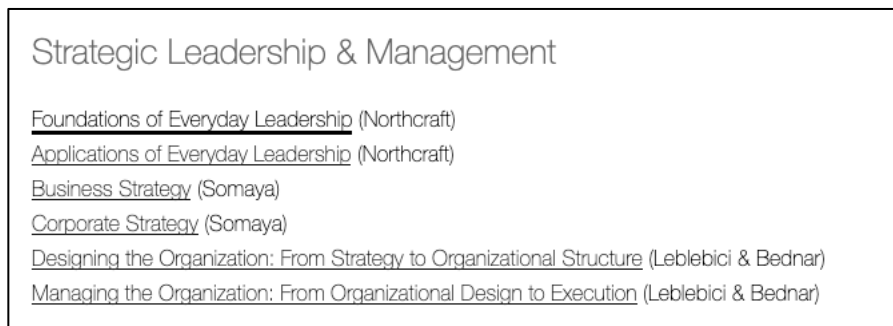 Strategic Leadership & Management
Foundations of Everyday Leadership (Northcraft)
Applications of Everyday Leadership (Northcraft)
Business Strategy (Somaya)
Corporate Strategy (Somaya)
Designing the Organization: From Strategy to Organizational Structure (Leblebici & Bednar)
Managing the Organization: From Organizational Design to Execution (Leblebici & Bednar)